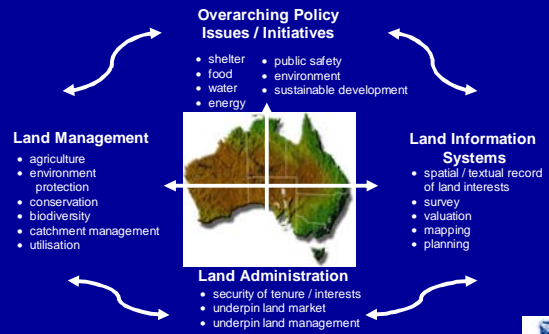 Overarching Policy
Issues / Initiatives
• shelter
• food
• water
• energy
• public safety
• environment
• sustainable development
Land Management
• agriculture
• environment
protection
• conservation
• biodiversity
• catchment management
• utilisation
Land Information
Systems
• spatial / textual record
of land interests
• survey
• valuation
• mapping
• planning
Land Administration
• security of tenure / interests
• underpin land market
• underpin land management